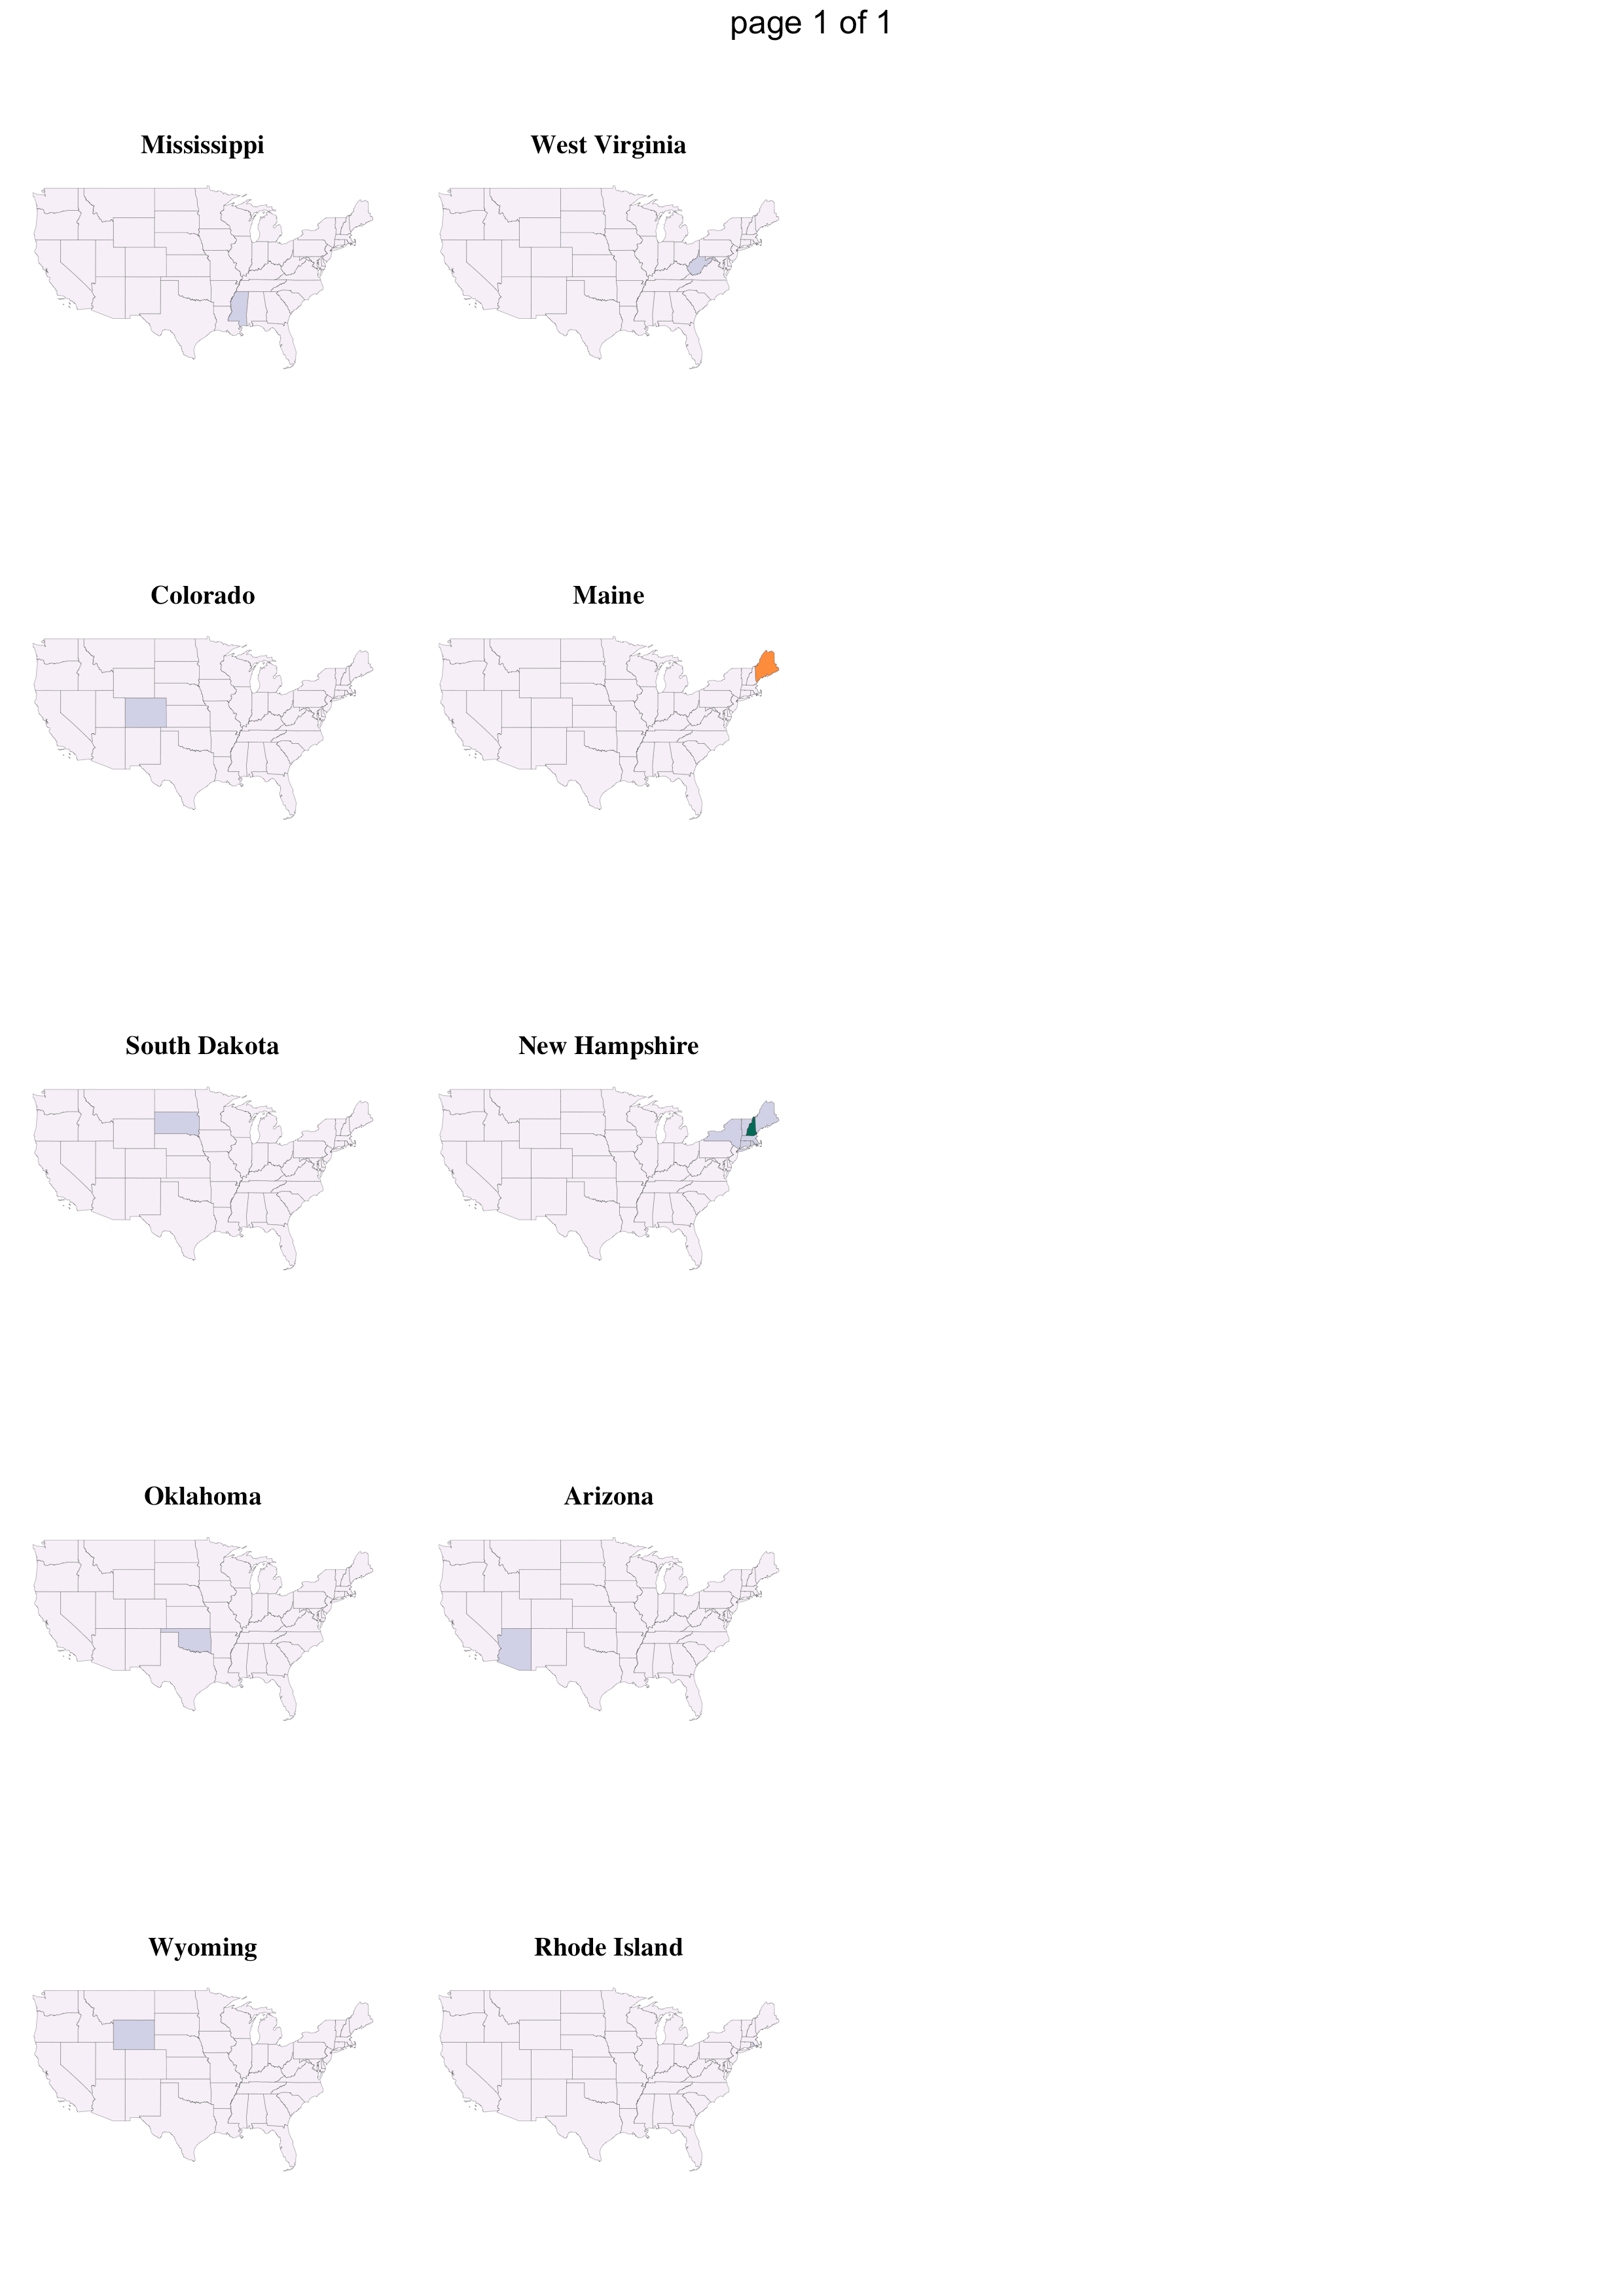 page 1 of 1
Mississippi
West Virginia
Colorado
Maine
South Dakota
New Hampshire
Oklahoma
Arizona
Wyoming
Rhode Island